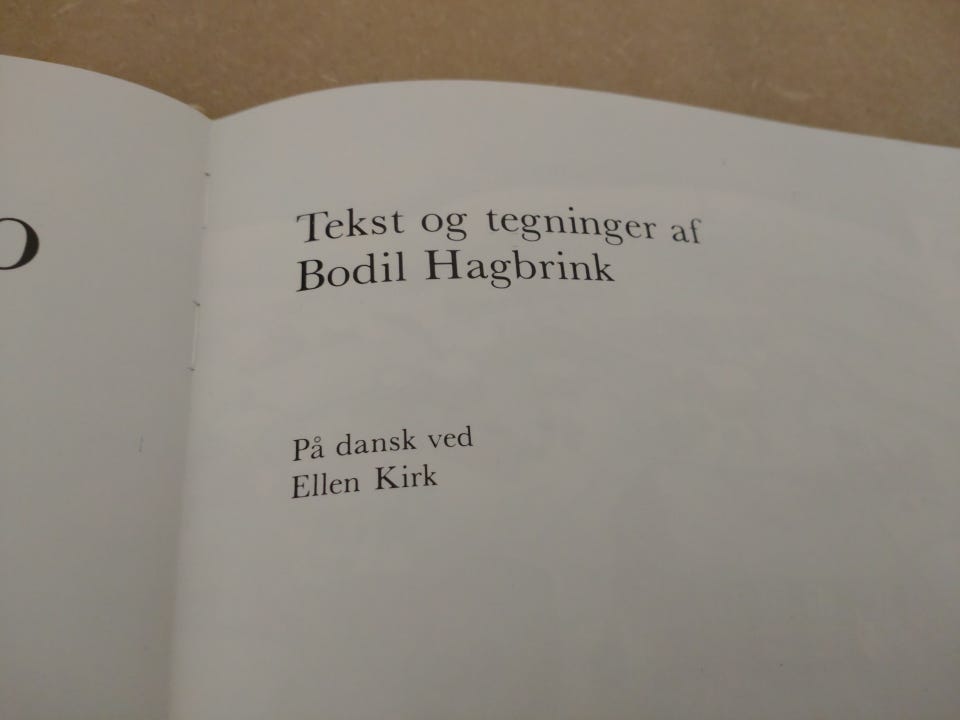 O
Tekst og tegninger af
Bodil Hagbrink
På dansk ved
Ellen Kirk